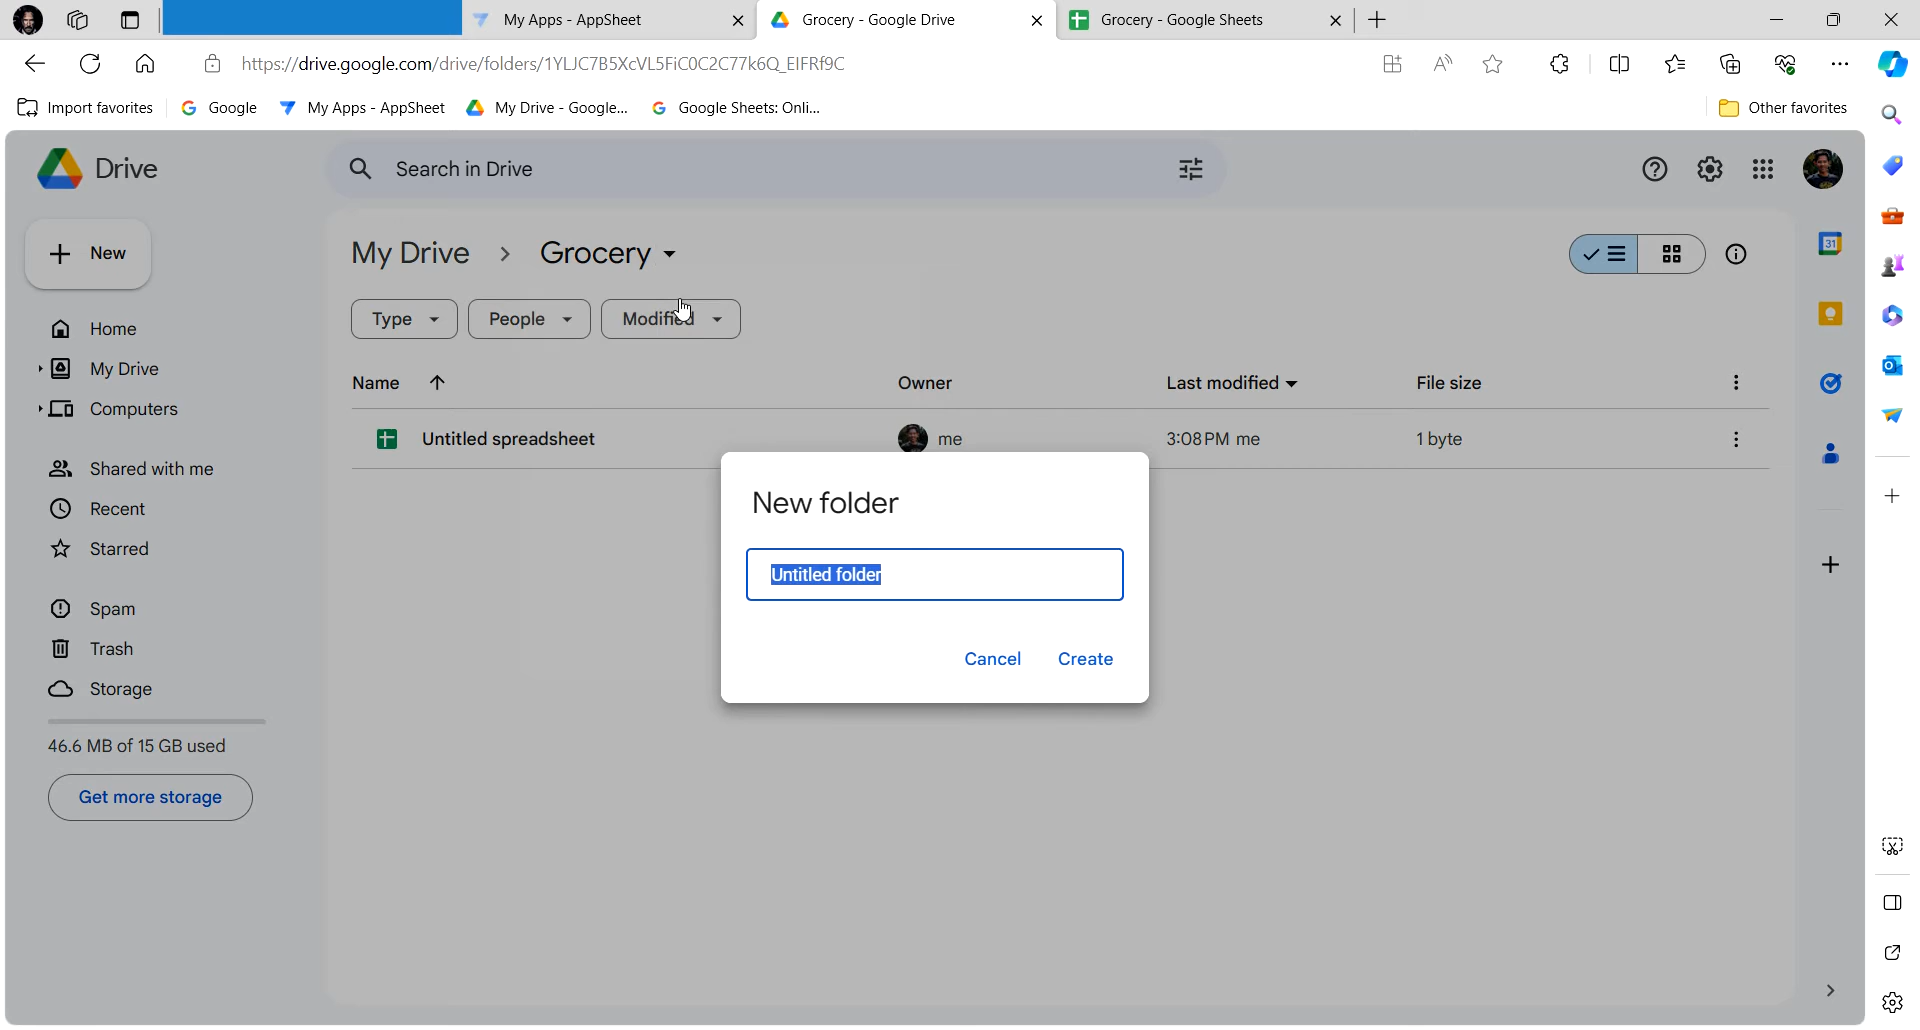 My Apps - AppSheet
Grocery - Google Drive
Grocery - Google Sheets
https://drive.google.com/drive/folders/1YLJC7B5XcVL5FiC0C2C77k6Q_EIFRf9C
Import favorites
Google
My Apps - AppSheet
My Drive - Google...
Google Sheets: Onli...
Other favorites
Drive
Search in Drive
New
My Drive > Grocery
31
Type
People
Modified
Home
My Drive
Computers
Name
Owner
Last modified
File size
Untitled spreadsheet
me
3:08 PM me
1 byte
Shared with me
Recent
Starred
Spam
Trash
Storage
46.6 MB of 15 GB used
Get more storage
New folder
Untitled folder
Cancel
Create